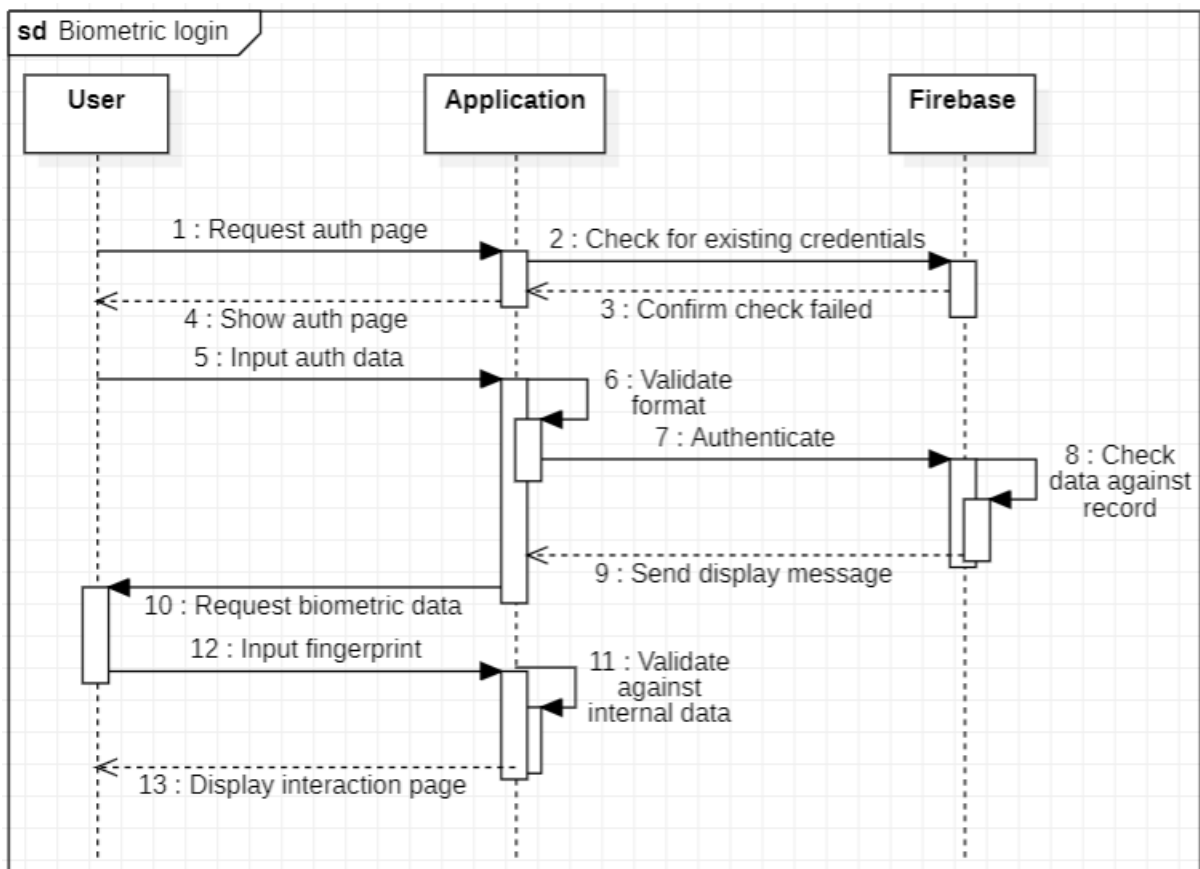 sd Biometric login
User
Application
Firebase
1 : Request auth page
2 : Check for existing credentials
3 : Confirm check failed
4 : Show auth page
5 : Input auth data
6 : Validate
format
7 : Authenticate
8 : Check
data against
record
9 : Send display message
10 : Request biometric data
12 : Input fingerprint
11 : Validate
against
internal data
13 : Display interaction page